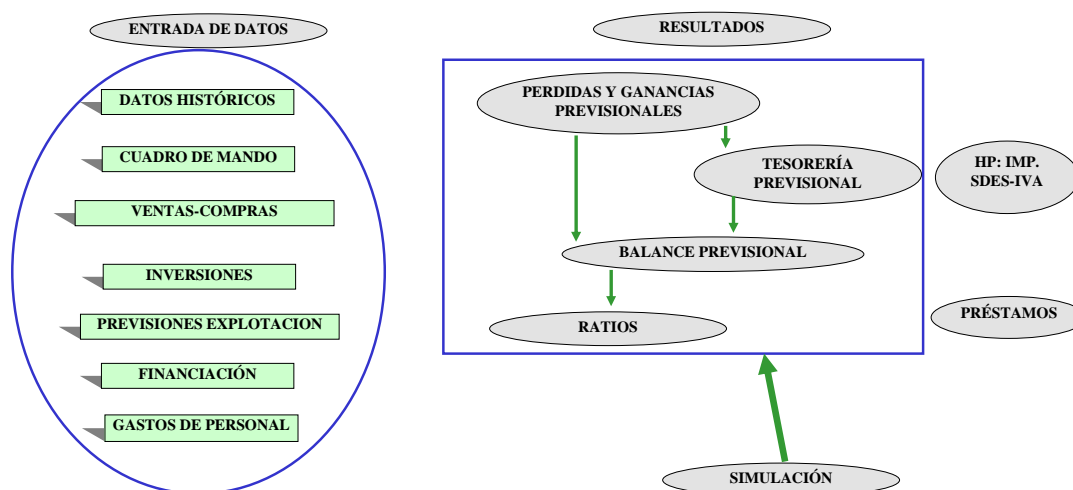 ENTRADA DE DATOS
DATOS HISTÓRICOS
CUADRO DE MANDO
VENTAS-COMPRAS
INVERSIONES
PREVISIONES EXPLOTACION
FINANCIACIÓN
GASTOS DE PERSONAL
RESULTADOS
PERDIDAS Y GANANCIAS
PREVISIONALES
TESORERÍA
PREVISIONAL
BALANCE PREVISIONAL
RATIOS
HP: IMP.
SDES-IVA
PRÉSTAMOS
SIMULACIÓN